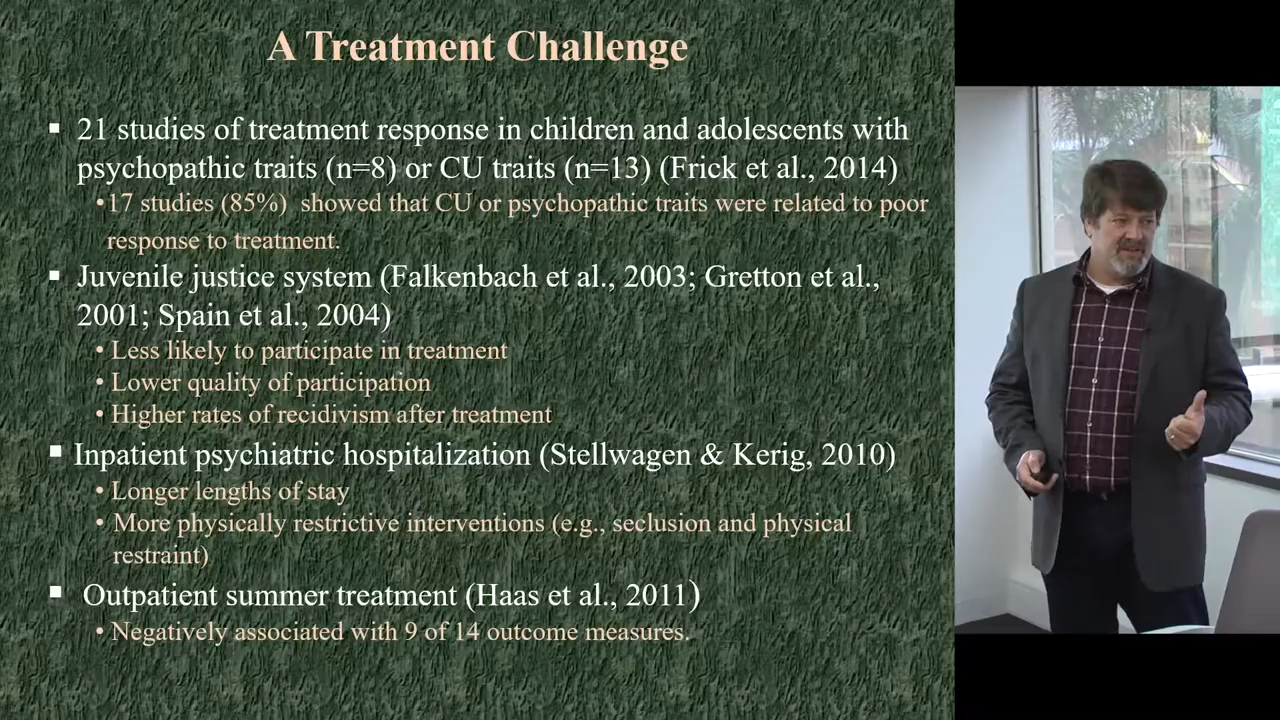 A Treatment Challenge
▪ 21 studies of treatment response in children and adolescents with
psychopathic traits (n=8) or CU traits (n=13) (Frick et al., 2014)
•17 studies (85%)  showed that CU or psychopathic traits were related to poor
response to treatment.
▪ Juvenile justice system (Falkenbach et al., 2003; Gretton et al.,
2001; Spain et al., 2004)
• Less likely to participate in treatment
• Lower quality of participation
• Higher rates of recidivism after treatment
▪ Inpatient psychiatric hospitalization (Stellwagen & Kerig, 2010)
• Longer lengths of stay
• More physically restrictive interventions (e.g., seclusion and physical
restraint)
▪ Outpatient summer treatment (Haas et al., 2011)
• Negatively associated with 9 of 14 outcome measures.